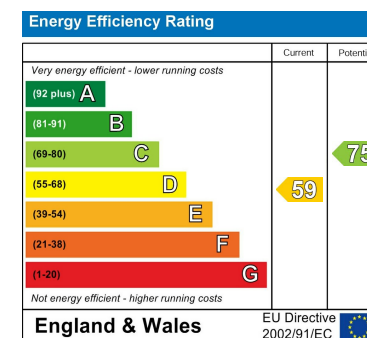 Energy Efficiency Rating
Current Potenti
Very energy efficient - lower running costs
(92 plus) A
(81-91) B
(69-80) C
75
(55-68) D
59
(39-54) E
(21-38) F
(1-20) G
Not energy efficient - higher running costs
England & Wales
EU Directive
2002/91/EC